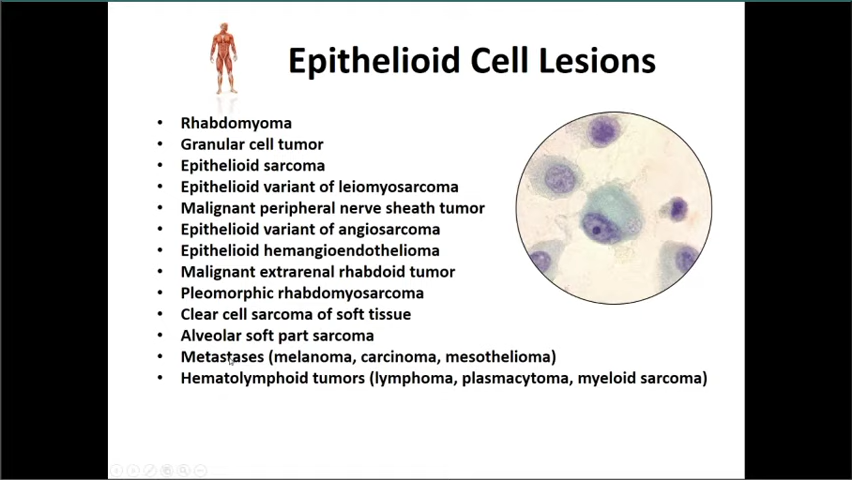 Epithelioid Cell Lesions
• Rhabdomyoma
• Granular cell tumor
• Epithelioid sarcoma
• Epithelioid variant of leiomyosarcoma
• Malignant peripheral nerve sheath tumor
• Epithelioid variant of angiosarcoma
• Epithelioid hemangioendothelioma
• Malignant extrarenal rhabdoid tumor
• Pleomorphic rhabdomyosarcoma
• Clear cell sarcoma of soft tissue
• Alveolar soft part sarcoma
• Metastases (melanoma, carcinoma, mesothelioma)
• Hematolymphoid tumors (lymphoma, plasmacytoma, myeloid sarcoma)